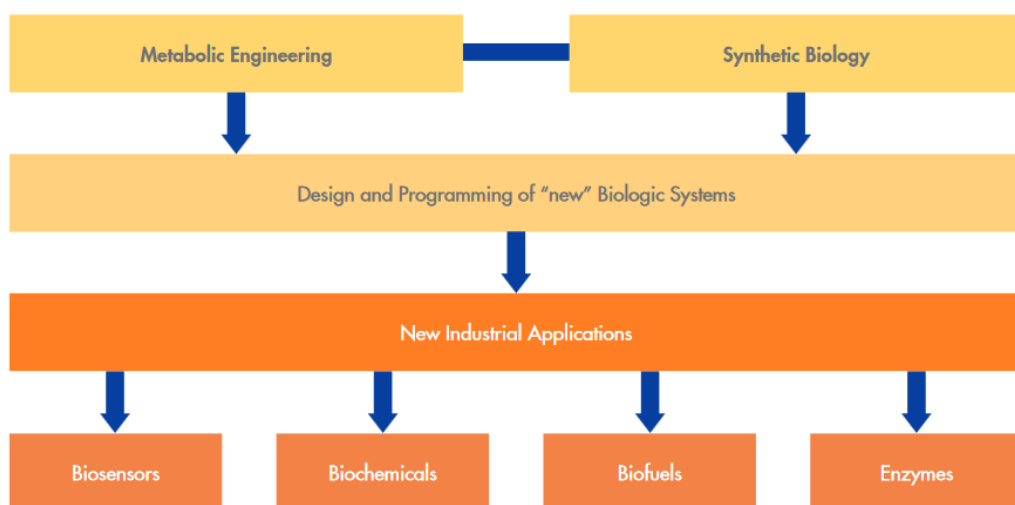 Metabolic Engineering
Synthetic Biology
Design and Programming of “new” Biologic Systems
New Industrial Applications
Biosensors
Biochemicals
Biofuels
Enzymes